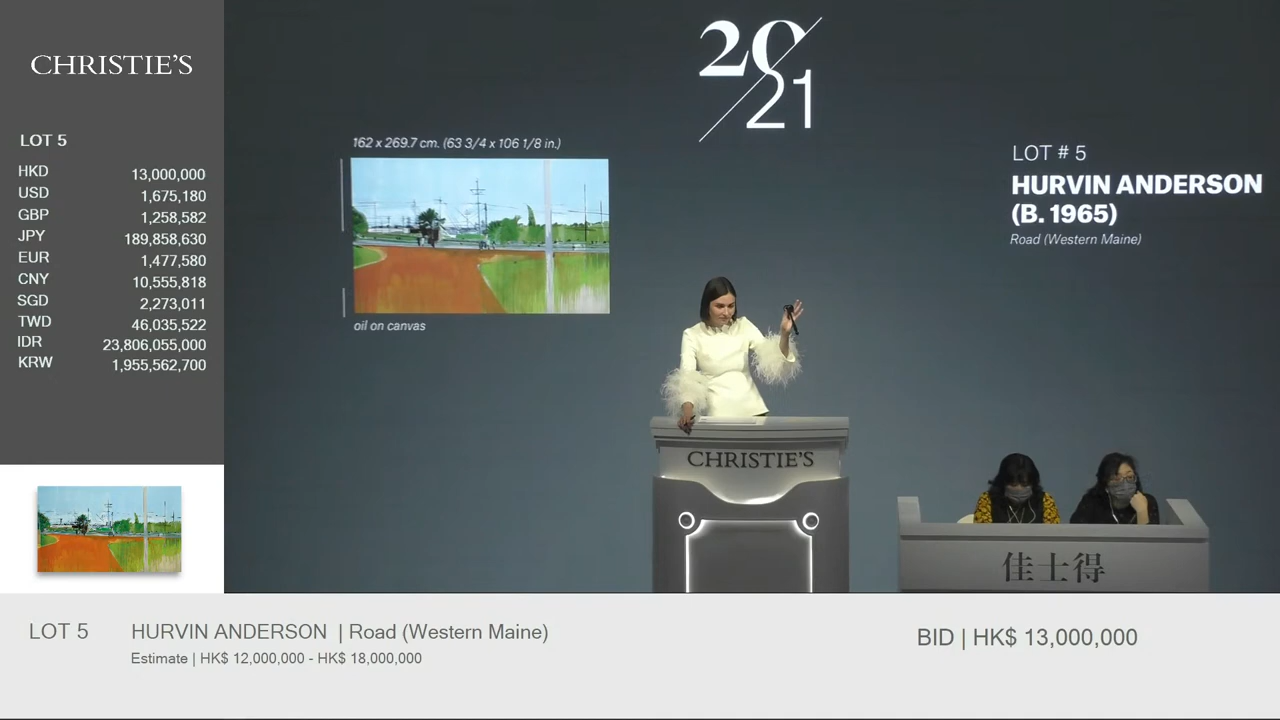 CHRISTIE'S
LOT 5
HKD 13,000,000
USD 1,675,180
GBP 1,258,582
JPY 189,858,630
EUR 1,477,580
CNY 10,555,818
SGD 2,273,011
TWD 46,035,522
IDR 23,806,055,000
KRW 1,955,562,700
20
21
162 x 269.7 cm. (63 3/4 x 106 1/8 in.)
oil on canvas
LOT # 5
HURVIN ANDERSON
(B. 1965)
Road (Western Maine)
CHRISTIE'S
佳士得
LOT 5
HURVIN ANDERSON | Road (Western Maine)
Estimate | HK$ 12,000,000 - HK$ 18,000,000
BID | HK$ 13,000,000